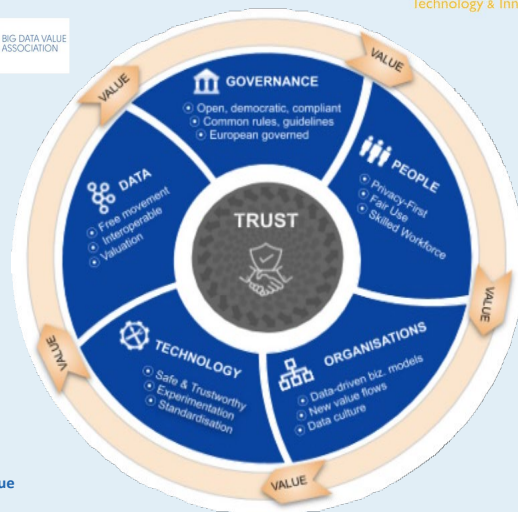 Technology & Inn
BIG DATA VALUE
ASSOCIATION
VALUE
VALUE
GOVERNANCE
Open, democratic, compliant
Common rules, guidelines
European governed
PEOPLE
Privacy-First
Fair Use
Skilled Workforce
DATA
Free movement
Interoperable
Valuation
TRUST
VALUE
ORGANISATIONS
Data-driven biz. models
New value flows
Data culture
TECHNOLOGY
Safe & Trustworthy
Experimentation
Standardisation
VALUE
VALUE
ue